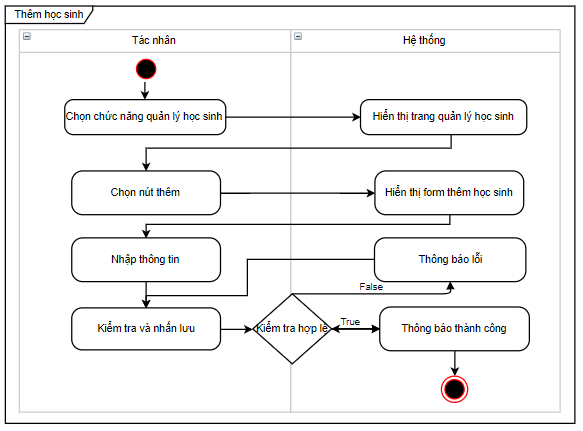 Thêm học sinh
Tác nhân
Hệ thống
Chọn chức năng quản lý học sinh
Hiển thị trang quản lý học sinh
Chọn nút thêm
Hiển thị form thêm học sinh
Nhập thông tin
Thông báo lỗi
False
Kiểm tra và nhấn lưu
Kiểm tra hợp lệ
True
Thông báo thành công